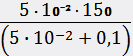 5 · 10⁻² · 150
(5 · 10⁻² + 0,1)